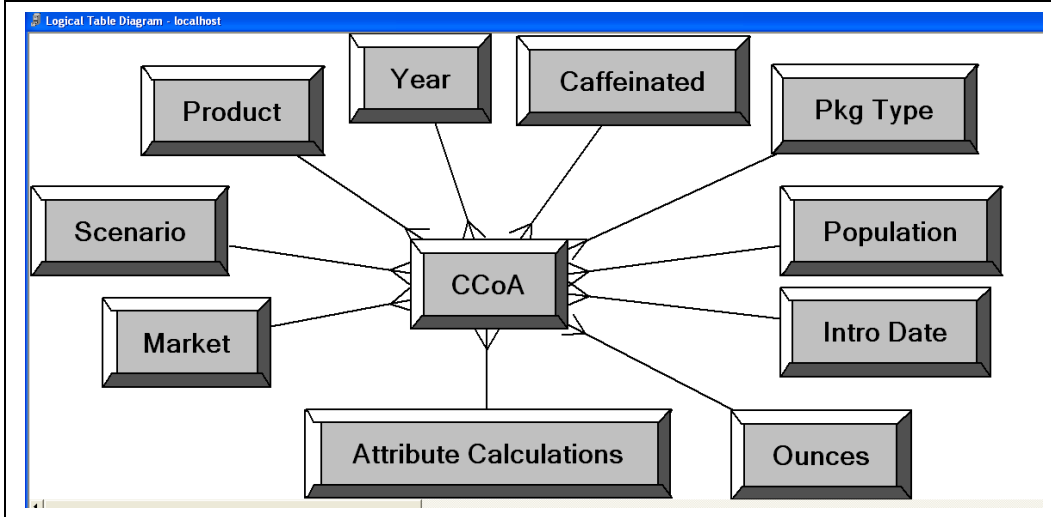 Logical Table Diagram - localhost
Year
Caffeinated
Product
Pkg Type
Scenario
Population
CCoA
Market
Intro Date
Attribute Calculations
Ounces